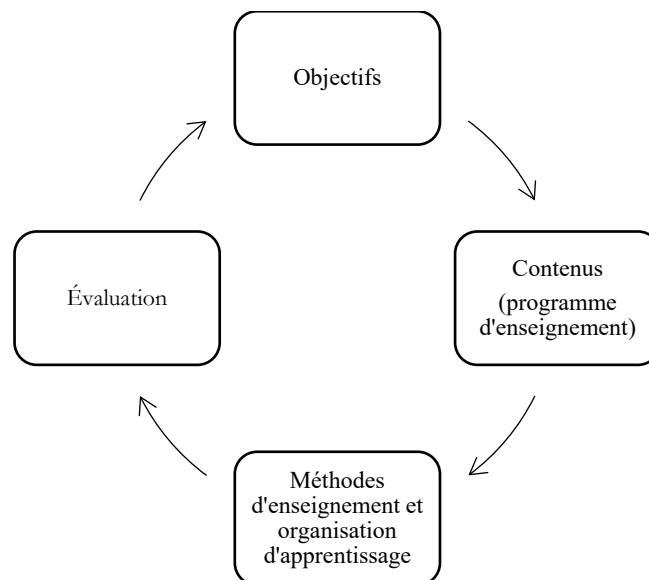 Objectifs
Contenus
(programme
d'enseignement)
Méthodes
d'enseignement et
organisation
d'apprentissage
Évaluation